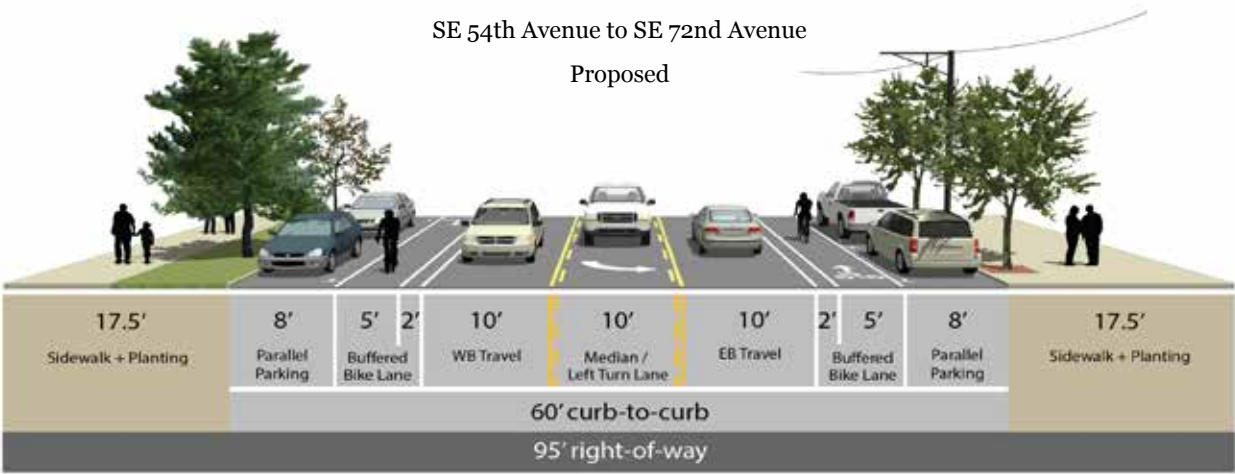 SE 54th Avenue to SE 72nd Avenue
Proposed
17.5'
Sidewalk + Planting
8'
Parallel
Parking
5' 2'
Buffered
Bike Lane
10'
WB Travel
10'
Median /
Left Turn Lane
10'
EB Travel
2' 5'
Buffered
Bike Lane
8'
Parallel
Parking
17.5'
Sidewalk + Planting
60' curb-to-curb
95' right-of-way